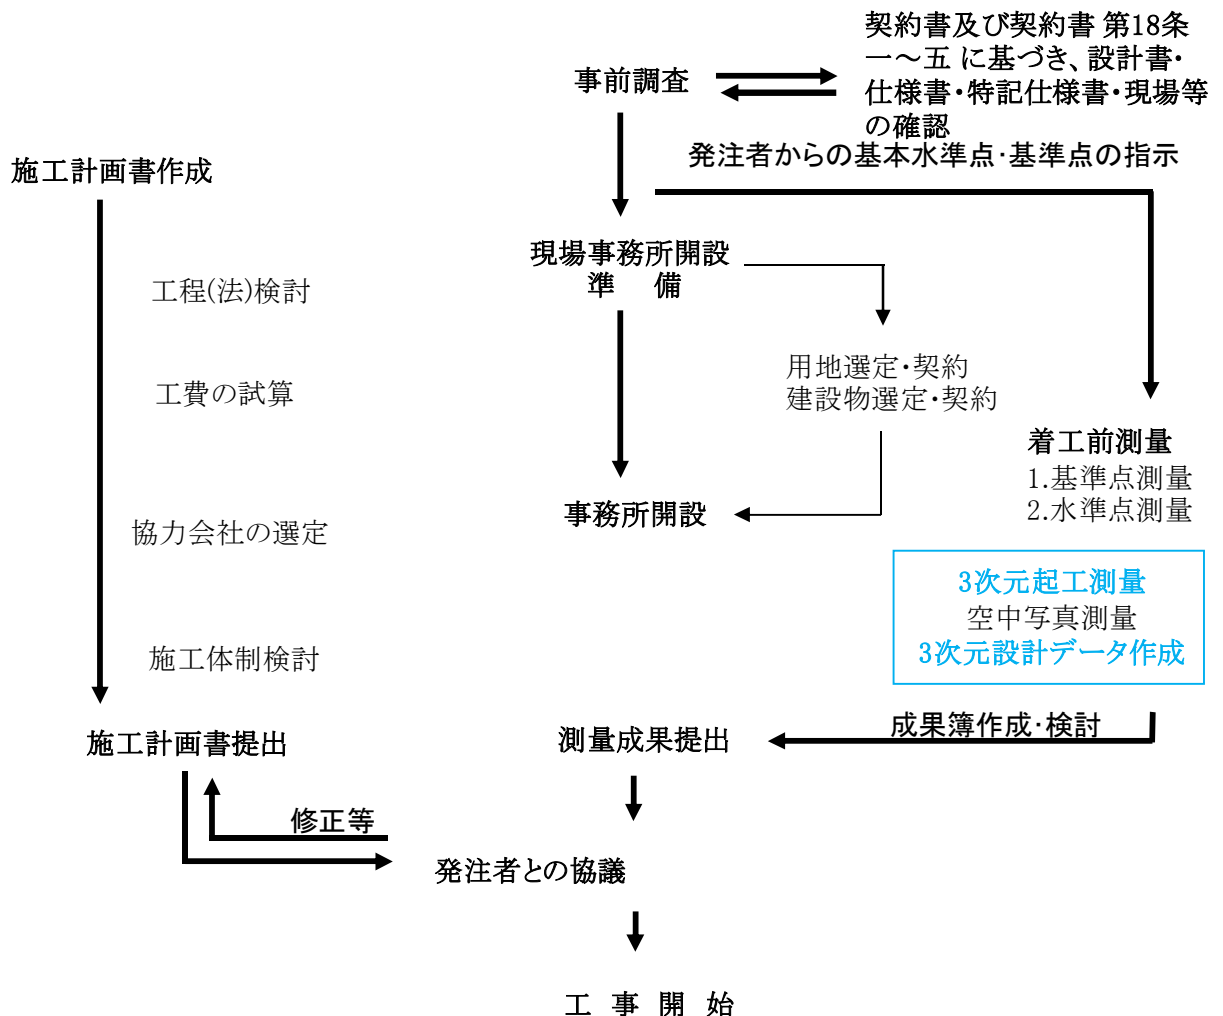 契約書及び契約書 第18条
一～五 に基づき、設計書・
仕様書・特記仕様書・現場等
の確認
事前調査
発注者からの基本水準点・基準点の指示
施工計画書作成
現場事務所開設
準　備
工程(法)検討
用地選定・契約
建設物選定・契約
工費の試算
着工前測量
1.基準点測量
2.水準点測量
事務所開設
協力会社の選定
3次元起工測量
空中写真測量
3次元設計データ作成
施工体制検討
成果簿作成・検討
施工計画書提出
測量成果提出
修正等
発注者との協議
工 事 開 始